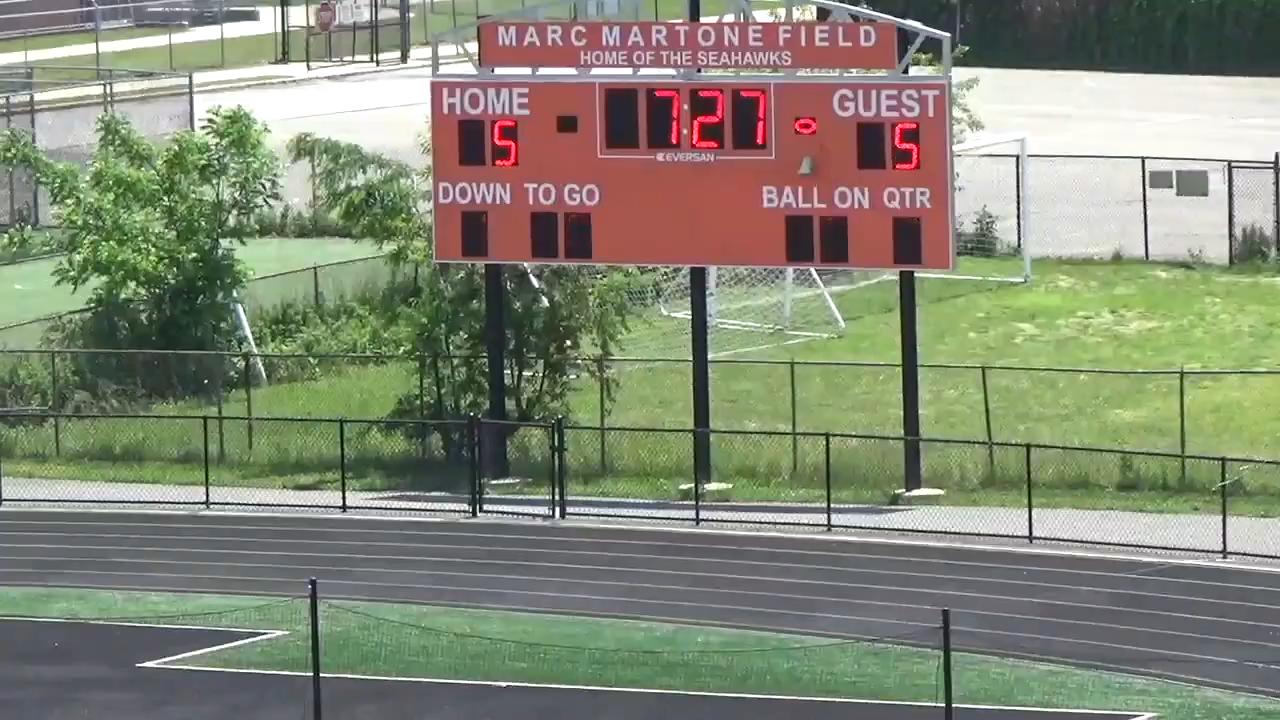 MARC MARTONE FIELD
HOME OF THE SEAHAWKS
HOME 7:27 GUEST
5 5
EVERSAN
DOWN TO GO BALL ON QTR